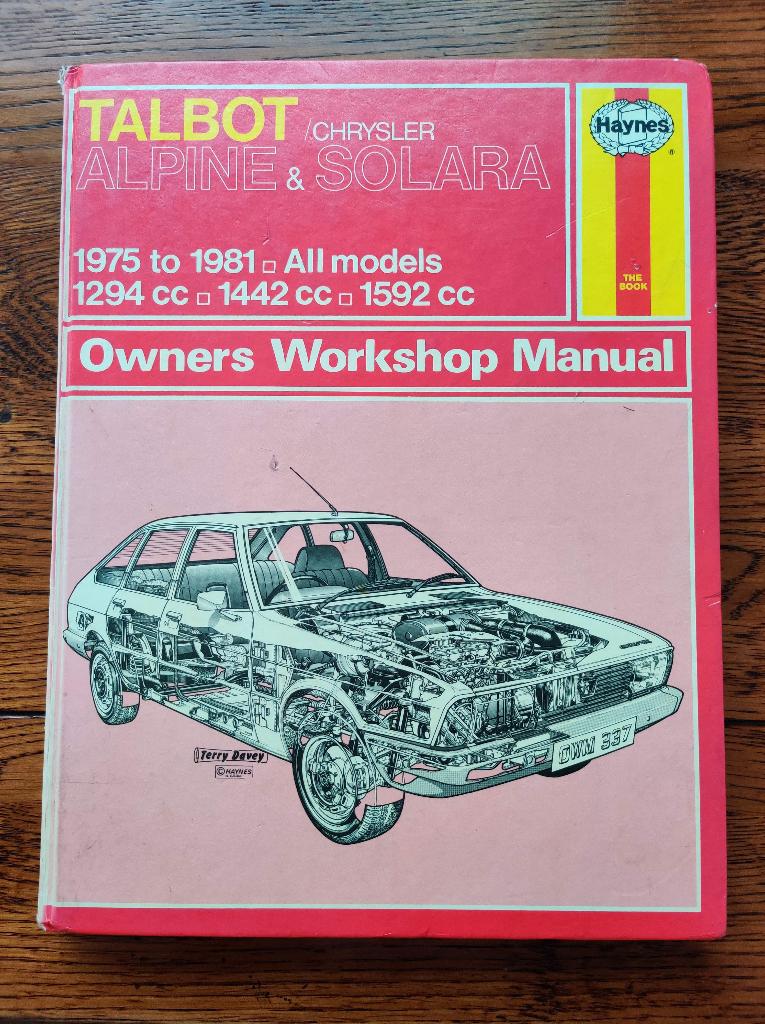 TALBOT /CHRYSLER
ALPINE & SOLARA
1975 to 1981 □ All models
1294 cc □ 1442 cc □ 1592 cc
Haynes
®
THE
BOOK
Owners Workshop Manual
Terry Davey
© HAYNES
OWM 337